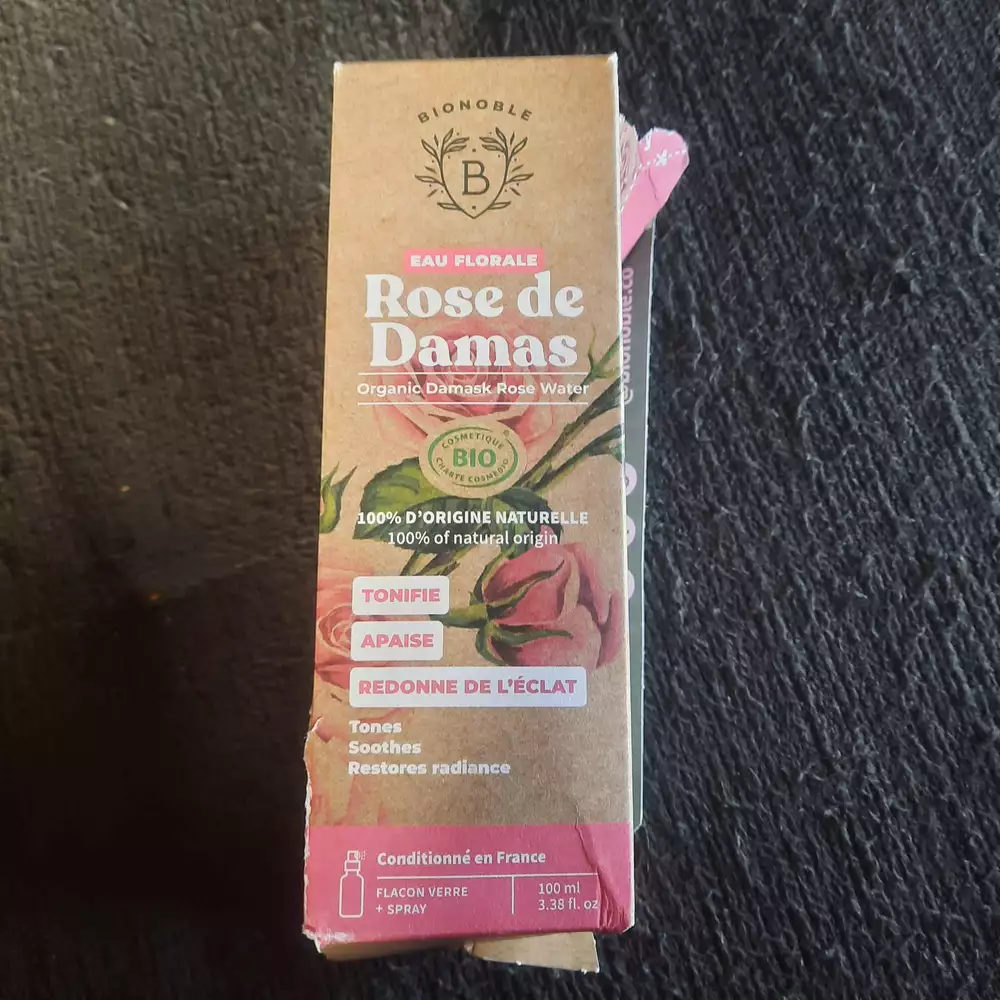 BIONOBLE
B
EAU FLORALE
Rose de
Damas
Organic Damask Rose Water
COSMETIQUE
BIO
CHARTE COSMEBIO
®
100% D'ORIGINE NATURELLE
100% of natural origin
TONIFIE
APAISE
REDONNE DE L'ÉCLAT
Tones
Soothes
Restores radiance
Conditionné en France
FLACON VERRE
+ SPRAY
100 ml
3.38 fl. oz
@bionoble.co